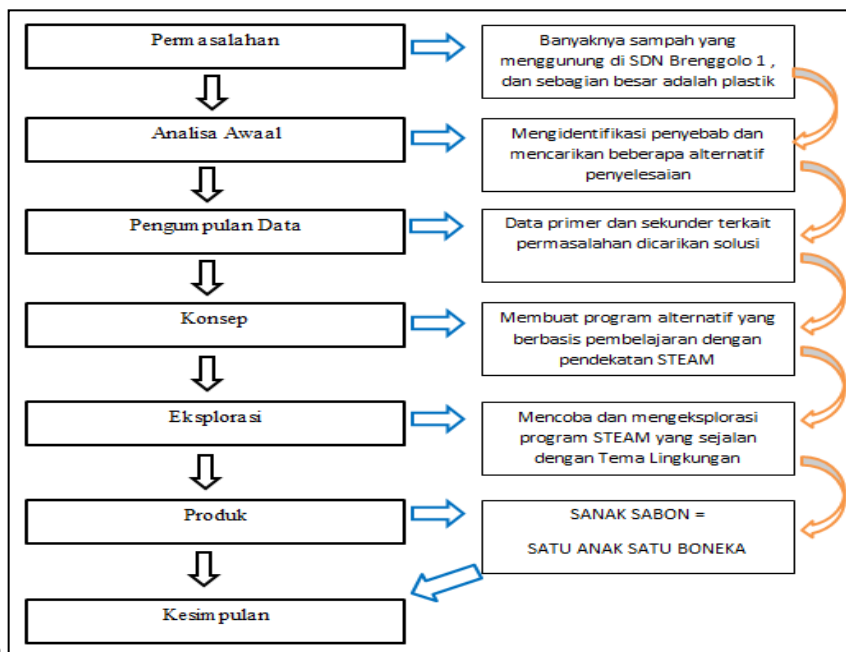 Permasalahan
Banyaknya sampah yang
menggunung di SDN Brenggolo 1 ,
dan sebagian besar adalah plastik
Analisa Awaal
Mengidentifikasi penyebab dan
mencarikan beberapa alternatif
penyelesaian
Pengumpulan Data
Data primer dan sekunder terkait
permasalahan dicarikan solusi
Konsep
Membuat program alternatif yang
berbasis pembelajaran dengan
pendekatan STEAM
Eksplorasi
Mencoba dan mengeksplorasi
program STEAM yang sejalan
dengan Tema Lingkungan
Produk
SANAK SABON =
SATU ANAK SATU BONEKA
Kesimpulan